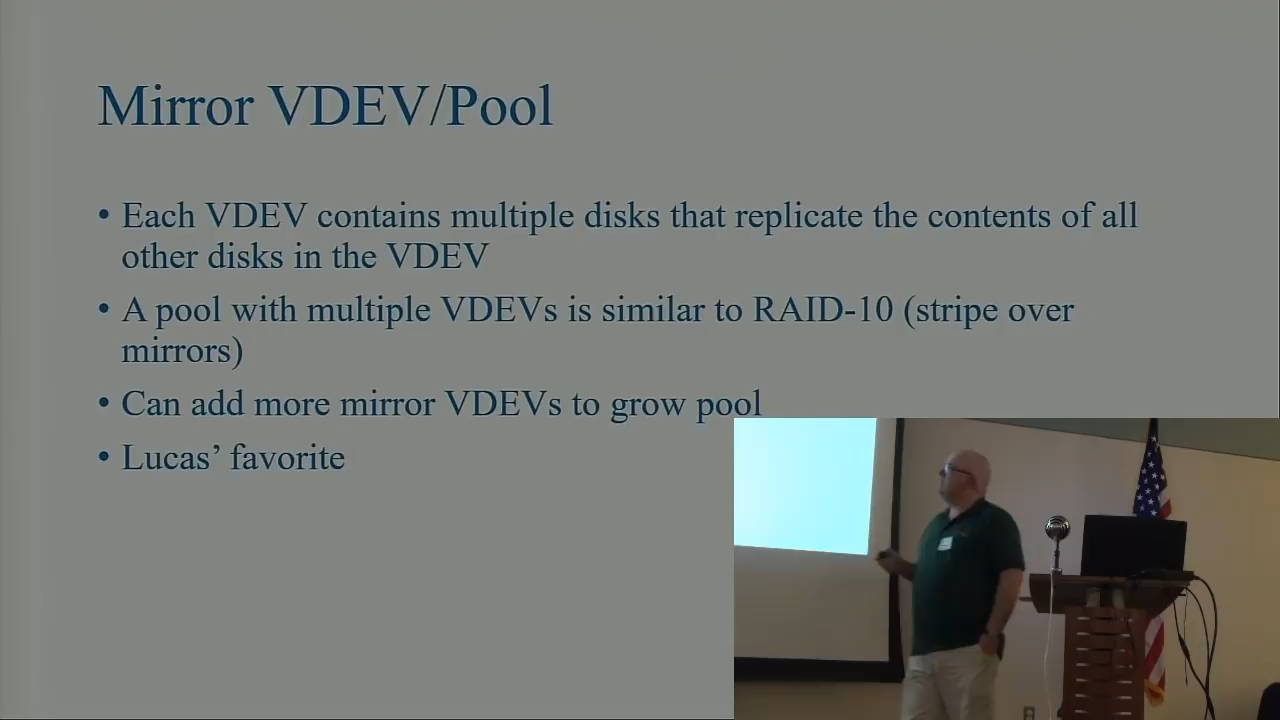 Mirror VDEV/Pool
• Each VDEV contains multiple disks that replicate the contents of all
other disks in the VDEV
• A pool with multiple VDEVs is similar to RAID-10 (stripe over
mirrors)
• Can add more mirror VDEVs to grow pool
• Lucas’ favorite